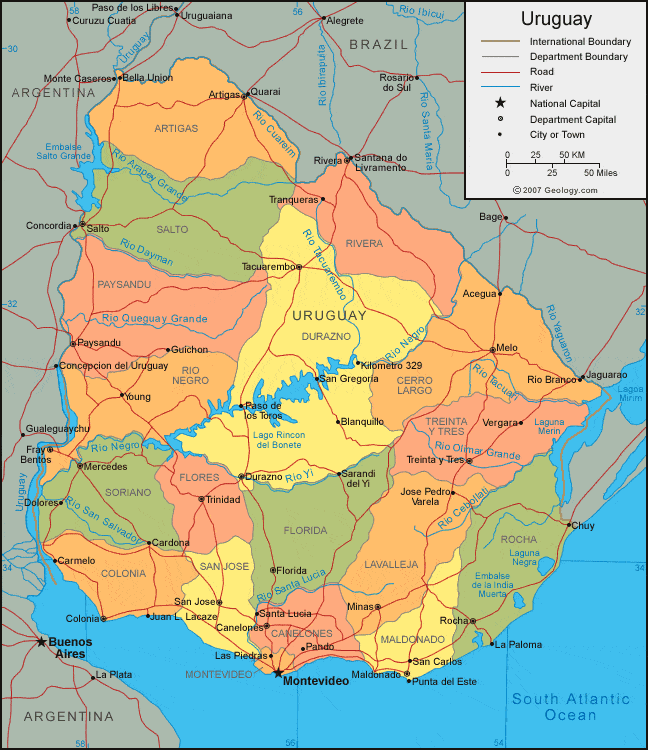 Uruguay
International Boundary
Department Boundary
Road
River
National Capital
Department Capital
City or Town
0 25 50 KM
0 25 50 Miles
© 2007 Geology.com
58
56
Paso de los Libres
Uruguaiana
Curuzu Cuatia
Alegrete
Rio Ibicui
30
BRAZIL
Uruguay
Rio Ibirapuita
Monte Caseros
Bella Union
Rosario
do Sul
ARGENTINA
Artigas
Quarai
Rio Santa Maria
ARTIGAS
Rio Cuareim
Embalse
Salto Grande
Rio Arapey Grande
Rivera
Santana do
Livramento
Tranqueras
Bage
Concordia
Salto
SALTO
Rio Dayman
RIVERA
Rio Tacuarembo
Tacuarembo
PAYSANDU
Acegua
32
32
Rio Queguay Grande
URUGUAY
DURAZNO
Rio Yaguaron
Rio Negro
Paysandu
Guichon
Melo
Concepcion del Uruguay
Kilometro 329
RIO
NEGRO
San Gregoria
CERRO
LARGO
Rio Tacuari
Rio Branco
Jaguarao
Lagoa
Mirim
Young
Paso de
los Toros
Blanquillo
TREINTA
Y TRES
Vergara
Laguna
Merin
Gualeguaychu
Rio Negro
Lago Rincon
del Bonete
Rio Olimar Grande
Fray
Bentos
Mercedes
Treinta y Tres
Uruguay
SORIANO
FLORES
Durazno
Rio Yi
Sarandi
del Yi
Jose Pedro
Varela
Rio Cebollati
Dolores
Rio San Salvador
Trinidad
FLORIDA
Chuy
Cardona
ROCHA
34
34
Carmelo
COLONIA
SAN JOSE
Florida
LAVALLEJA
Laguna
Negra
Rio Santa Lucia
Embalse
de la India
Muerta
San Jose
Santa Lucia
Minas
Colonia
Juan L. Lacaze
Canelones
CANELONES
Rocha
MALDONADO
La Paloma
Buenos
Aires
Pando
Las Piedras
San Carlos
MONTEVIDEO
Montevideo
Maldonado
Punta del Este
La Plata
South Atlantic
Ocean
ARGENTINA
58
56
54